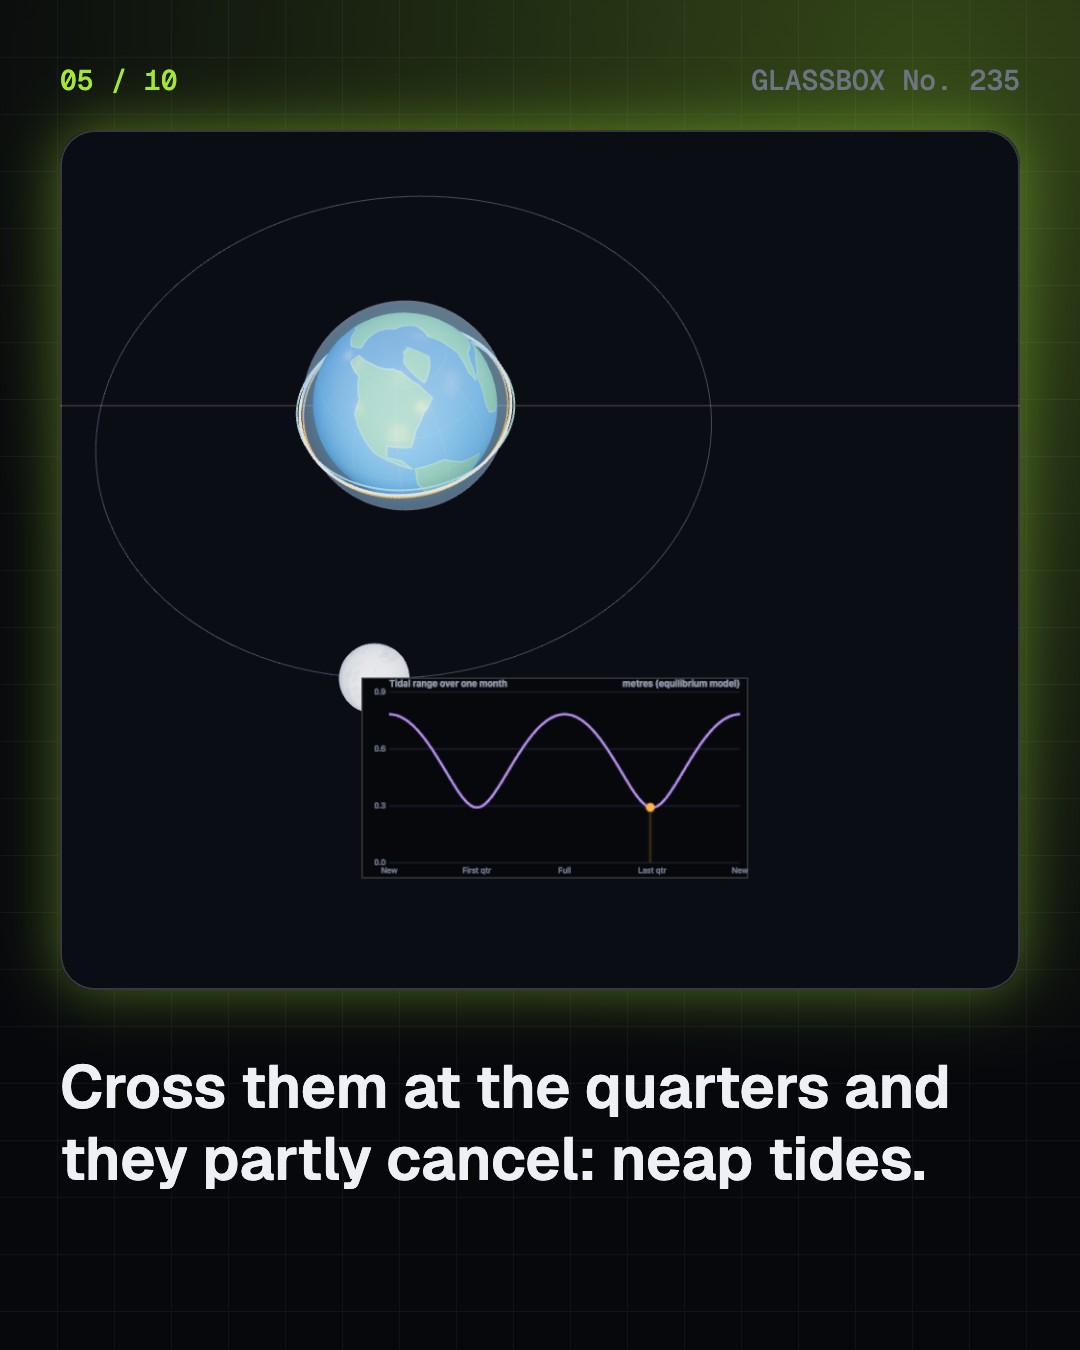 05 / 10
GLASSBOX No. 235
Tidal range over one month
metres (equilibrium model)
0.9
0.6
0.3
0.0
New
First qtr
Full
Last qtr
New
Cross them at the quarters and
they partly cancel: neap tides.